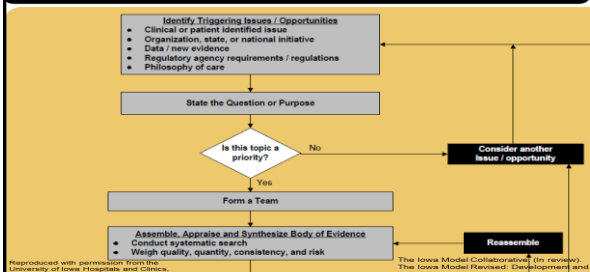 Identify Triggering Issues / Opportunities
• Clinical or patient identified issue
• Organization, state, or national initiative
• Data / new evidence
• Regulatory agency requirements / regulations
• Philosophy of care
State the Question or Purpose
Is this topic a
priority?
No
Consider another
Issue / opportunity
Yes
Form a Team
Assemble, Appraise and Synthesize Body of Evidence
• Conduct systematic search
• Weigh quality, quantity, consistency, and risk
Reassemble
Reproduced with permission from the
University of Iowa Hospitals and Clinics,
The Iowa Model Collaborative. (In review).
The Iowa Model Revised: Development and